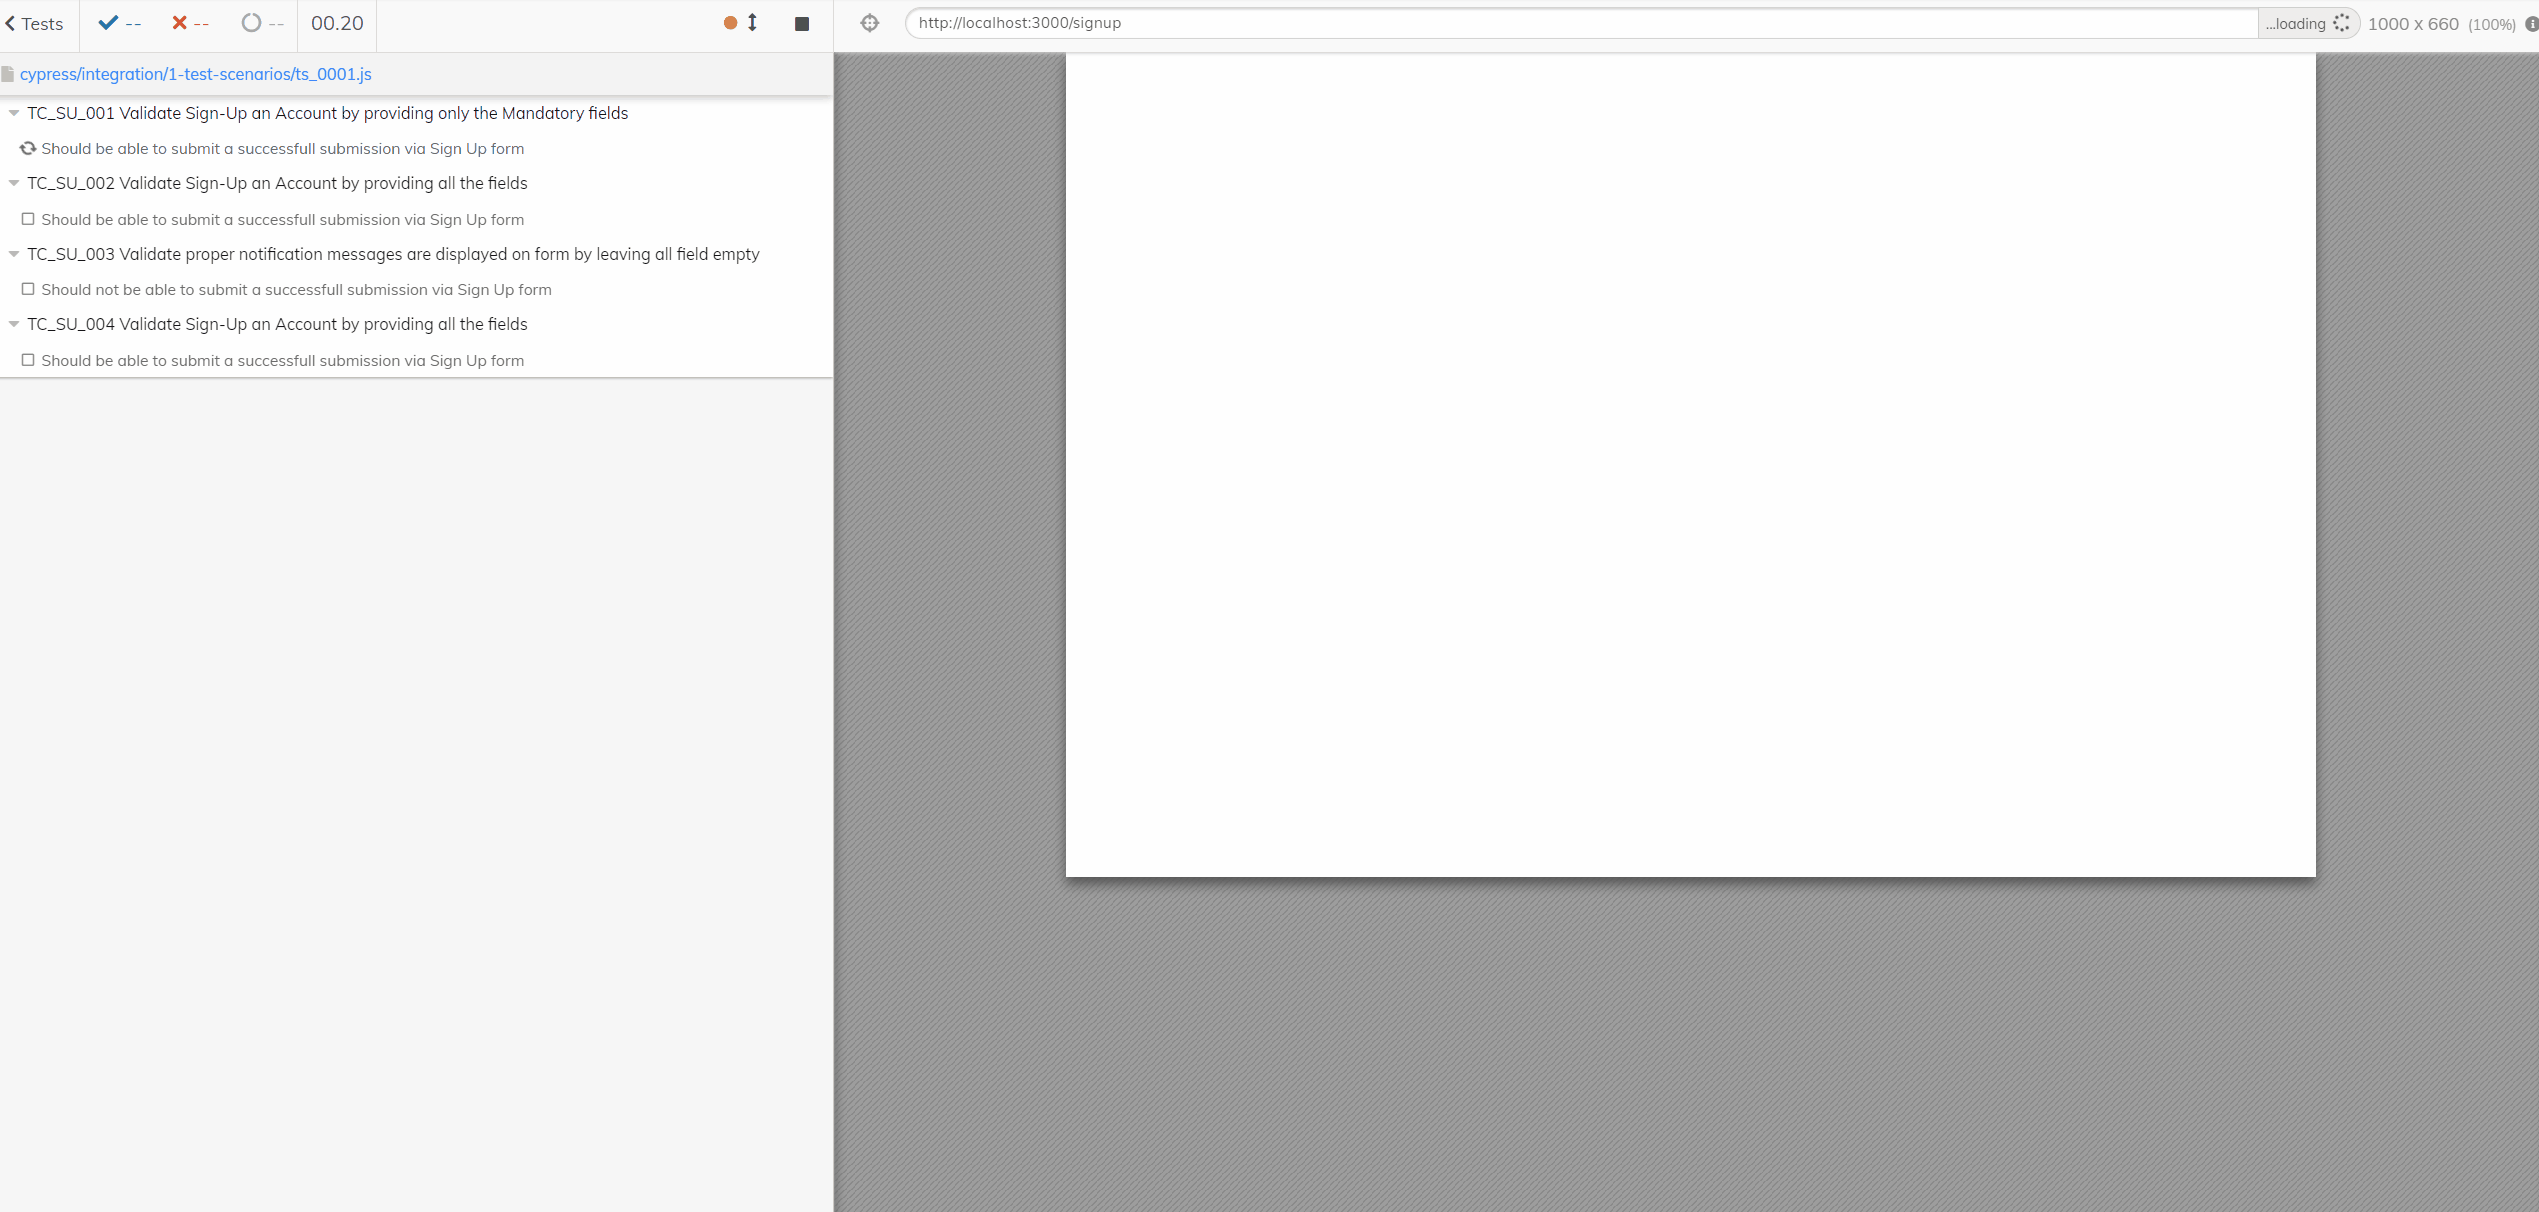 Tests -- -- -- 00.20
http://localhost:3000/signup ...loading 1000 x 660 (100%)
cypress/integration/1-test-scenarios/ts_0001.js
TC_SU_001 Validate Sign-Up an Account by providing only the Mandatory fields
Should be able to submit a successfull submission via Sign Up form
TC_SU_002 Validate Sign-Up an Account by providing all the fields
Should be able to submit a successfull submission via Sign Up form
TC_SU_003 Validate proper notification messages are displayed on form by leaving all field empty
Should not be able to submit a successfull submission via Sign Up form
TC_SU_004 Validate Sign-Up an Account by providing all the fields
Should be able to submit a successfull submission via Sign Up form